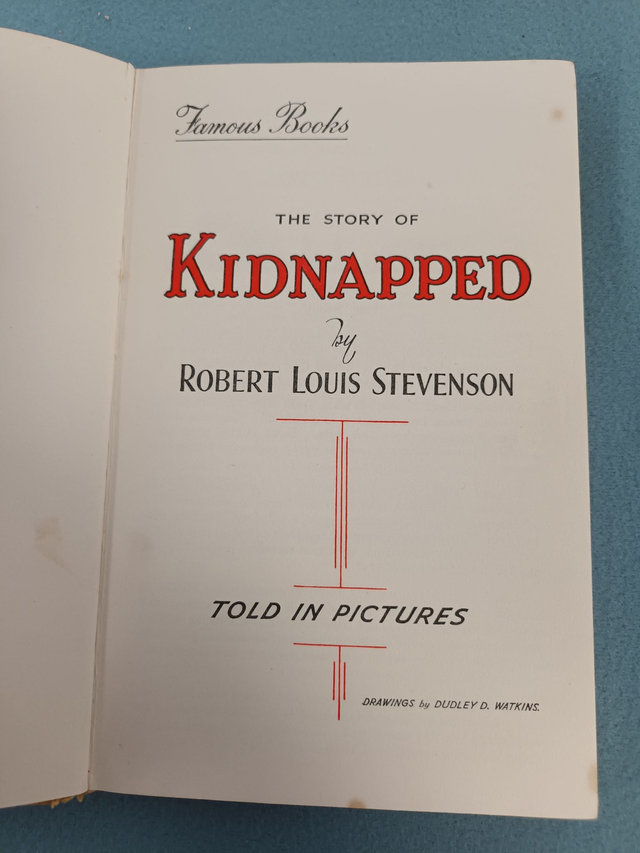 Famous Books
THE STORY OF
KIDNAPPED
by
ROBERT LOUIS STEVENSON
TOLD IN PICTURES
DRAWINGS by DUDLEY D. WATKINS.